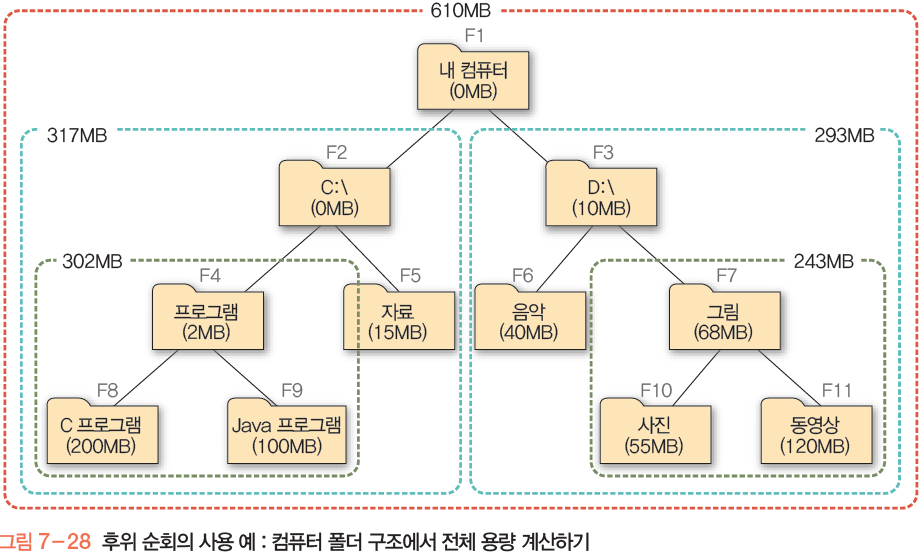 610MB
F1
내 컴퓨터
(0MB)
317MB
293MB
F2
C:\
(0MB)
F3
D:\
(10MB)
302MB
243MB
F4
프로그램
(2MB)
F5
자료
(15MB)
F6
음악
(40MB)
F7
그림
(68MB)
F8
C 프로그램
(200MB)
F9
Java 프로그램
(100MB)
F10
사진
(55MB)
F11
동영상
(120MB)
그림 7-28 후위 순회의 사용 예 : 컴퓨터 폴더 구조에서 전체 용량 계산하기